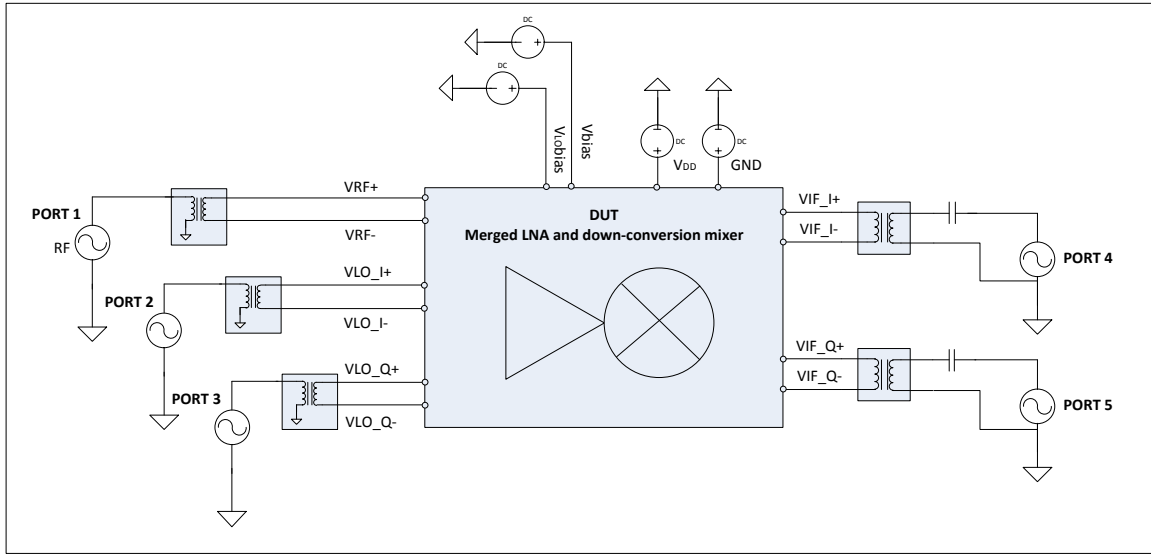 DC
DC
VLObias
Vbias
DC
DC
VDD
GND
VRF+
VRF-
PORT 1
RF
DUT
Merged LNA and down-conversion mixer
VIF_I+
VIF_I-
PORT 4
VLO_I+
VLO_I-
PORT 2
VLO_Q+
VLO_Q-
PORT 3
VIF_Q+
VIF_Q-
PORT 5